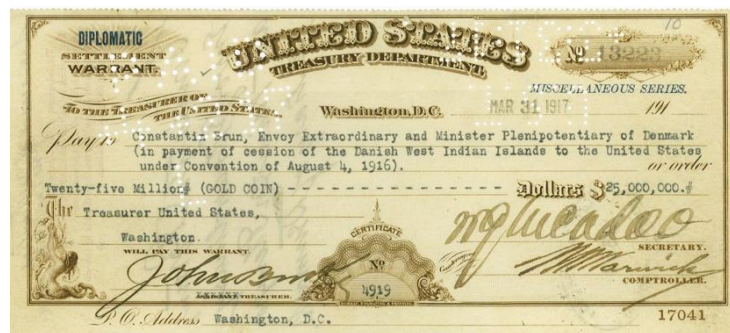 10
DIPLOMATIC
SETTLEMENT
WARRANT.
UNITED STATES
TREASURY DEPARTMENT.
No 13223
MISCELLANEOUS SERIES.
TO THE TREASURER OF
THE UNITED STATES,
Washington, D.C. MAR 31 1917 191
Pay to Constantin Brun, Envoy Extraordinary and Minister Plenipotentiary of Denmark
(in payment of cession of the Danish West Indian Islands to the United States
under Convention of August 4, 1916). or order
Twenty-five Million (GOLD COIN) - - - - - - - - - - - - - - - - - - Dollars $25,000,000.
The Treasurer United States,
Washington.
WILL PAY THIS WARRANT.
CERTIFICATE
No
4919
W G McAdoo
SECRETARY.
Countersigned
COMPTROLLER.
ASSISTANT TREASURER.
P. O. Address Washington, D.C.
17041